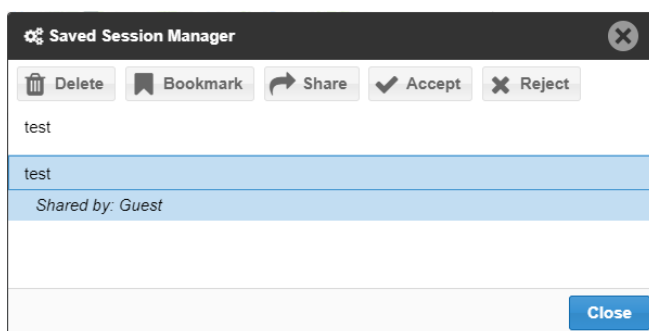 Saved Session Manager
Delete Bookmark Share Accept Reject
test
test
Shared by: Guest
Close